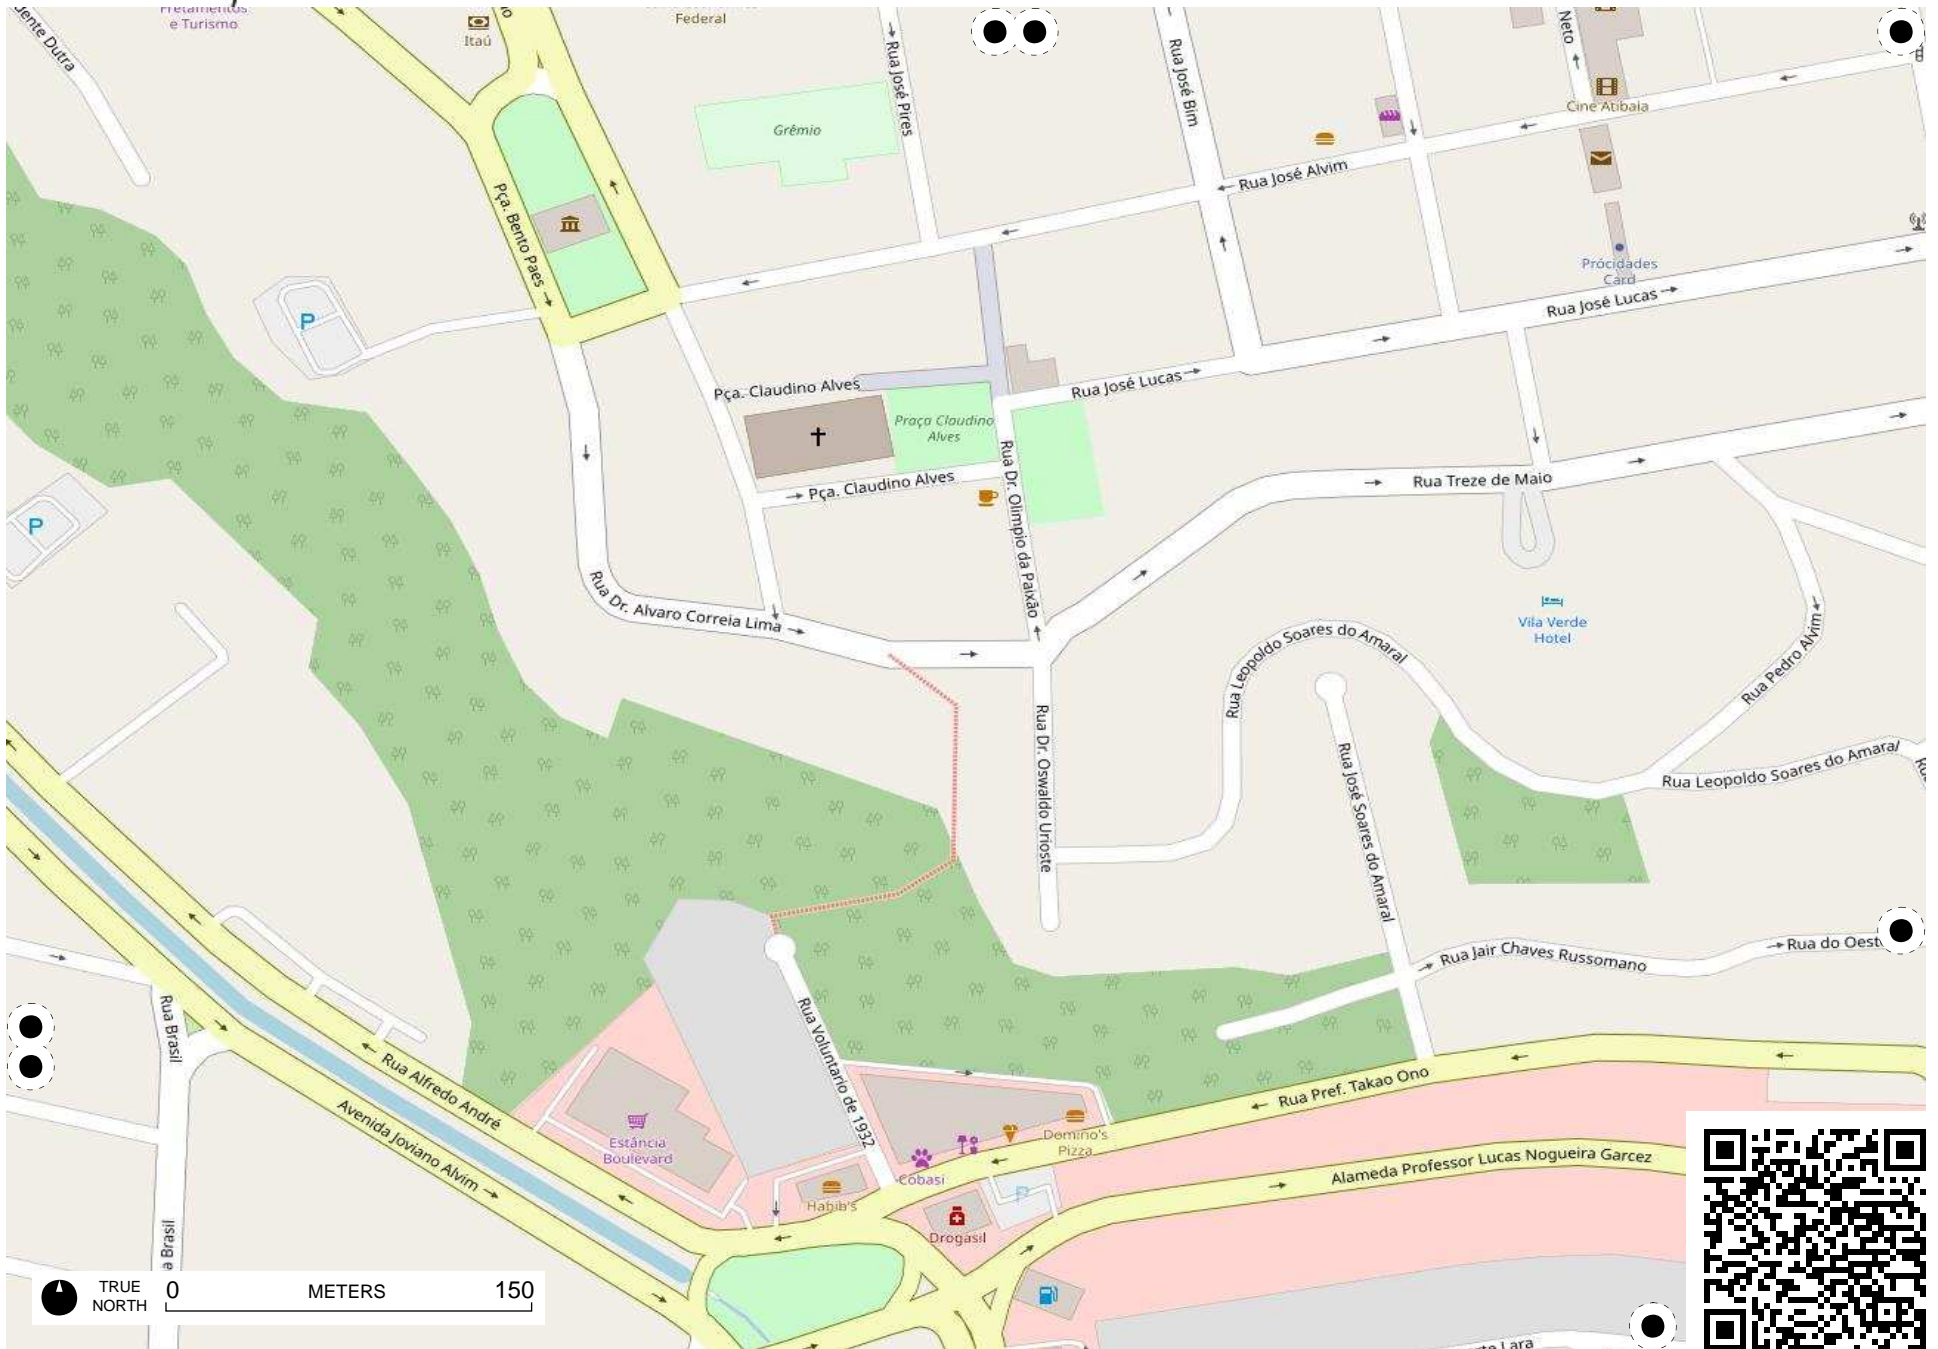 Fretamentos
e Turismo
Itaú
Federal
ente Dutra
Rua José Pires
Rua José Bim
Neto
Cine Atibaia
Grêmio
Rua José Alvim
Pça. Bento Paes
P
Prócidades
Card
Rua José Lucas
Pça. Claudino Alves
Rua José Lucas
Praça Claudino
Alves
Pça. Claudino Alves
Rua Dr. Olimpio da Paixão
Rua Treze de Maio
P
Rua Dr. Alvaro Correia Lima
Vila Verde
Hotel
Rua Leopoldo Soares do Amaral
Rua Pedro Alvim
Rua Dr. Oswaldo Urioste
Rua José Soares do Amaral
Rua Leopoldo Soares do Amaral
Rua Jair Chaves Russomano
Rua do Oest
Rua Brasil
Rua Voluntario de 1932
Rua Alfredo André
Avenida Joviano Alvim
Rua Pref. Takao Ono
Estância
Boulevard
Domino's
Pizza
Cobasi
Alameda Professor Lucas Nogueira Garcez
P
Habib's
Drogasil
e Brasil
TRUE
NORTH
0 METERS 150
Lara